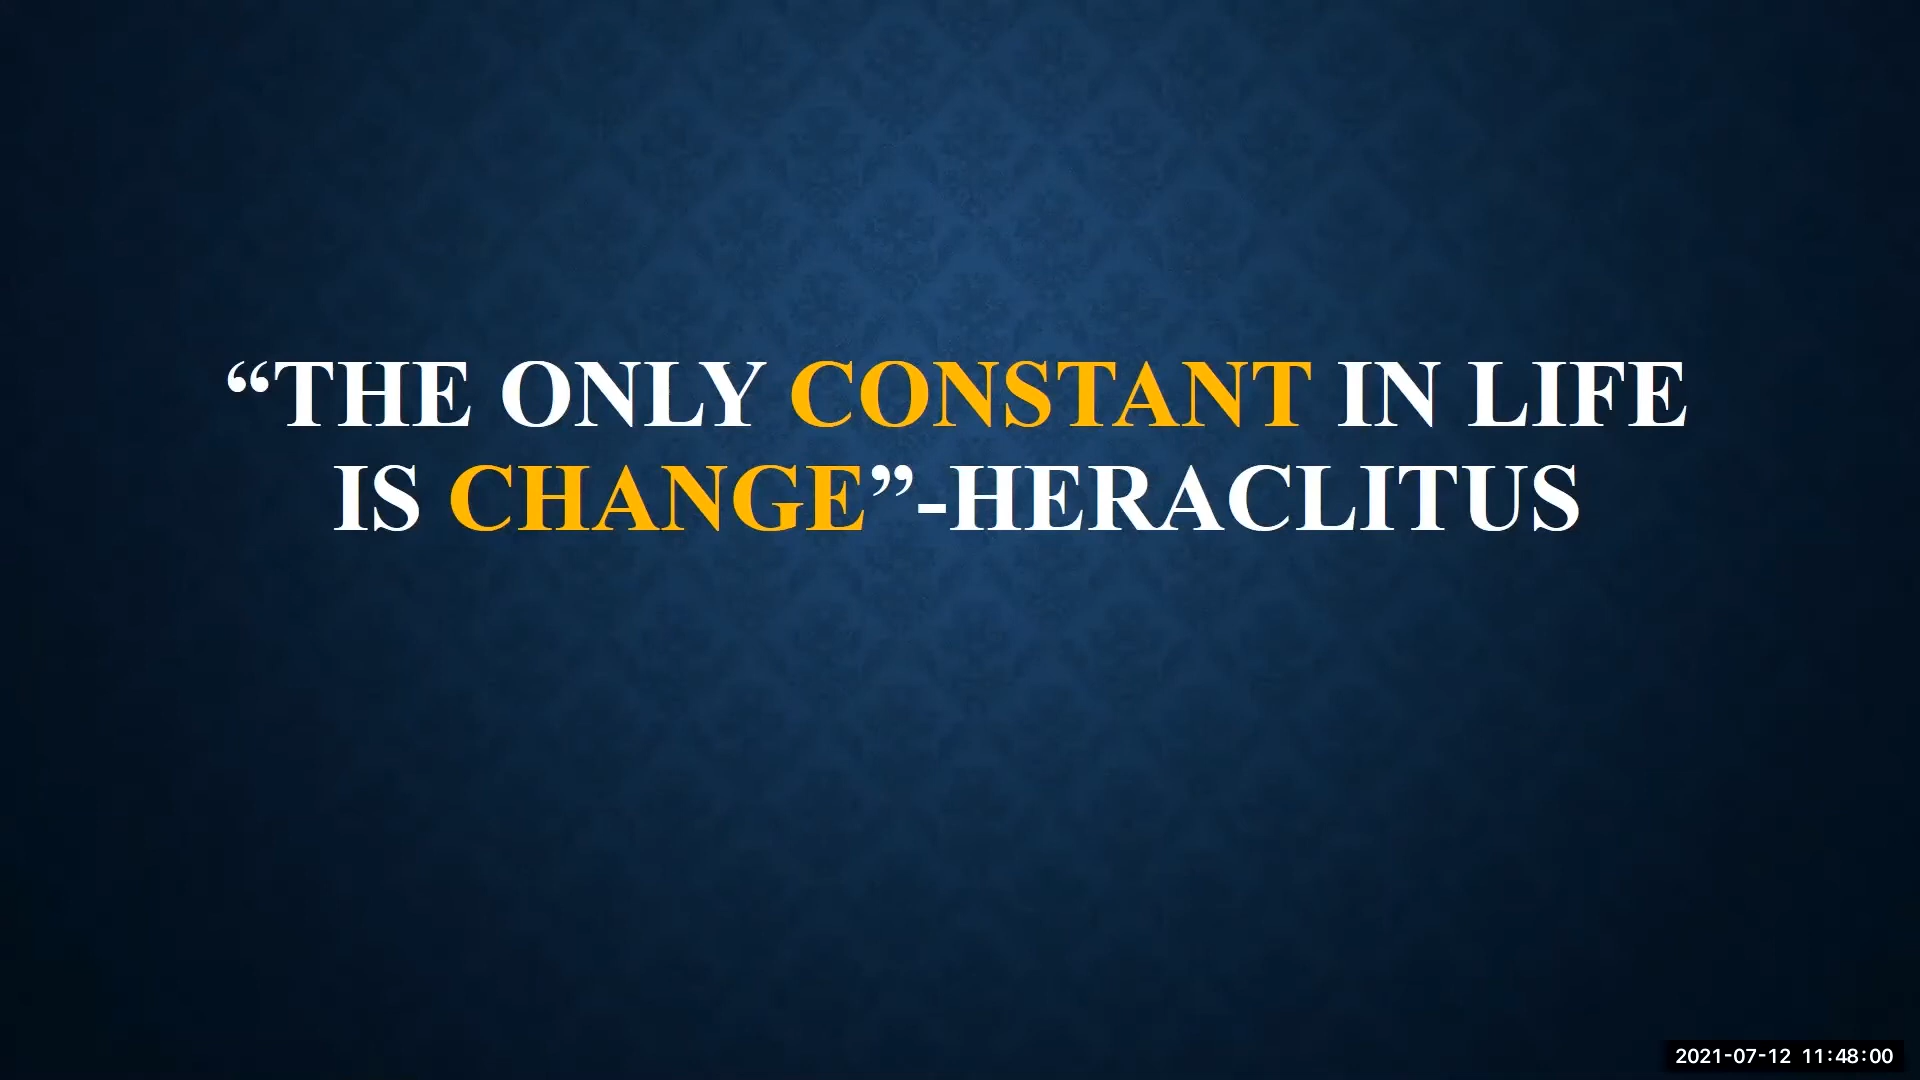 “THE ONLY CONSTANT IN LIFE
IS CHANGE”-HERACLITUS
2021-07-12 11:48:00